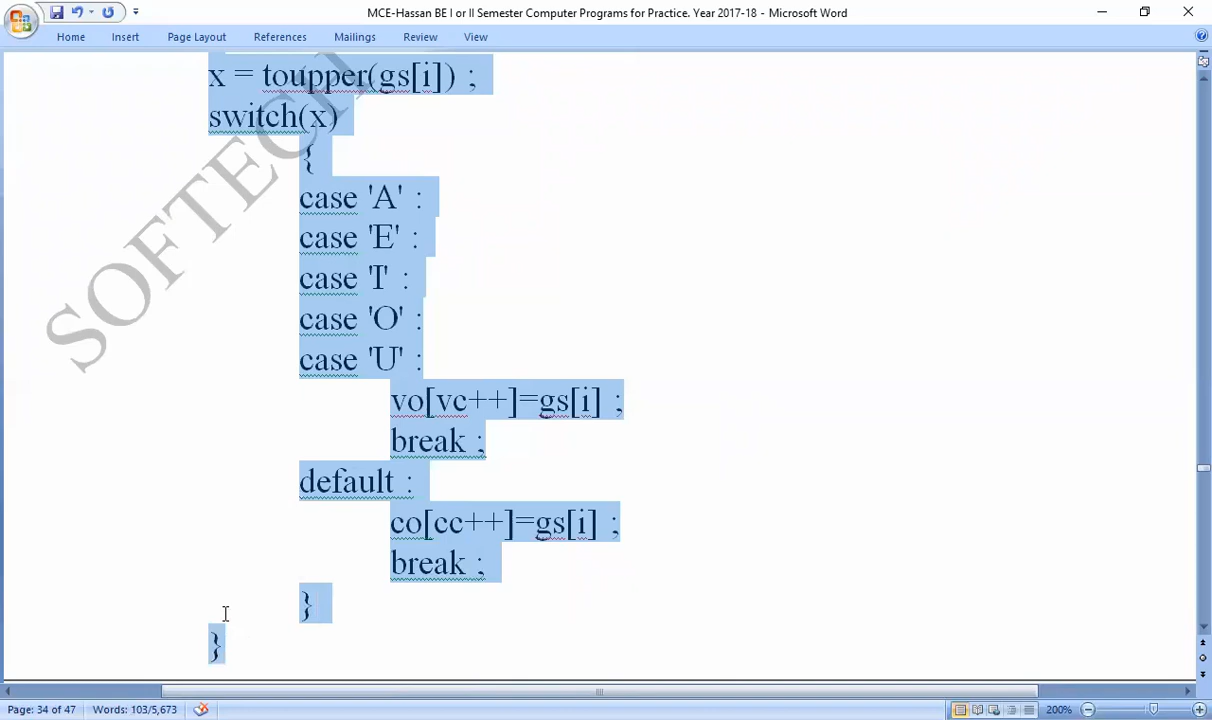 MCE-Hassan BE I or II Semester Computer Programs for Practice. Year 2017-18 - Microsoft Word
Home Insert Page Layout References Mailings Review View
x = toupper(gs[i]) ;
switch(x)
{
case 'A' :
case 'E' :
case 'I' :
case 'O' :
case 'U' :
vo[vc++]=gs[i] ;
break ;
default :
co[cc++]=gs[i] ;
break ;
}
}
SOFTECH
Page: 34 of 47 Words: 103/5,673 200%